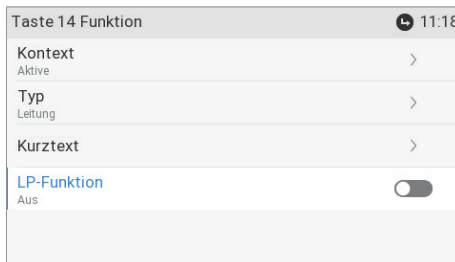 Taste 14 Funktion 11:18
Kontext
Aktive
Typ
Leitung
Kurztext
LP-Funktion
Aus